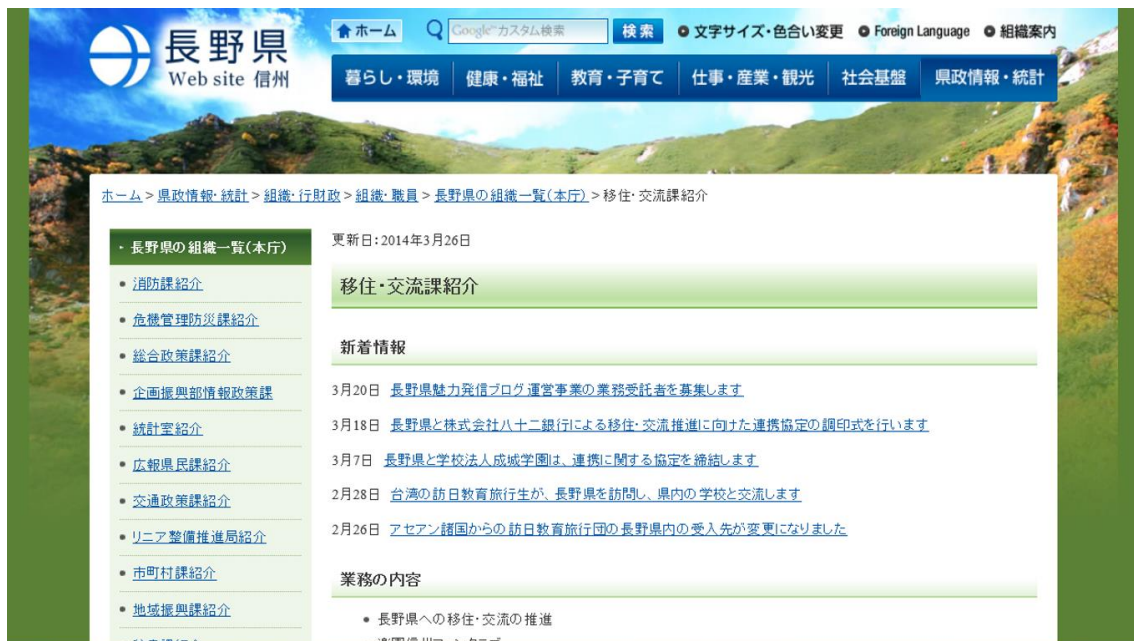 長野県
Web site 信州
ホーム
Google™ カスタム検索
検索
文字サイズ・色合い変更
Foreign Language
組織案内
暮らし・環境
健康・福祉
教育・子育て
仕事・産業・観光
社会基盤
県政情報・統計
ホーム > 県政情報・統計 > 組織・行財政 > 組織・職員 > 長野県の組織一覧(本庁) > 移住・交流課紹介
・長野県の組織一覧(本庁)
消防課紹介
危機管理防災課紹介
総合政策課紹介
企画振興部情報政策課
統計室紹介
広報県民課紹介
交通政策課紹介
リニア整備推進局紹介
市町村課紹介
地域振興課紹介
更新日:2014年3月26日
移住・交流課紹介
新着情報
3月20日 長野県魅力発信ブログ運営事業の業務受託者を募集します
3月18日 長野県と株式会社八十二銀行による移住・交流推進に向けた連携協定の調印式を行います
3月7日 長野県と学校法人成城学園は、連携に関する協定を締結します
2月28日 台湾の訪日教育旅行生が、長野県を訪問し、県内の学校と交流します
2月26日 アセアン諸国からの訪日教育旅行団の長野県内の受入先が変更になりました
業務の内容
長野県への移住・交流の推進